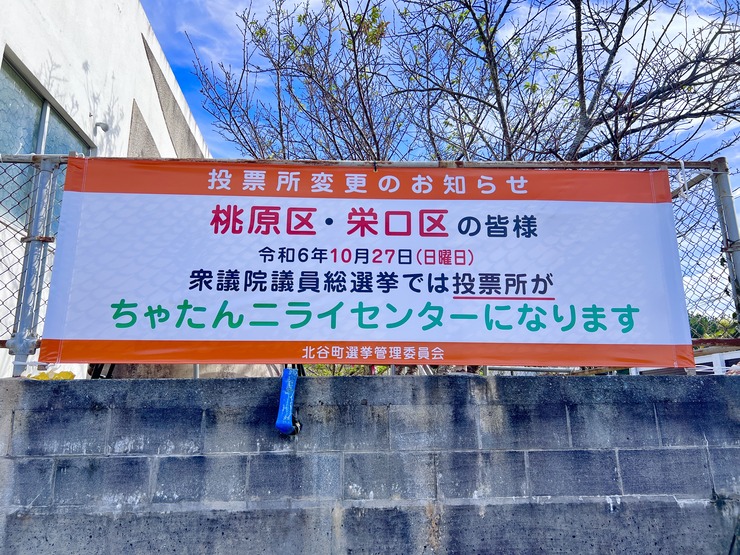 投票所変更のお知らせ
桃原区・栄口区の皆様
令和6年10月27日(日曜日)
衆議院議員総選挙では投票所が
ちゃたんニライセンターになります
北谷町選挙管理委員会